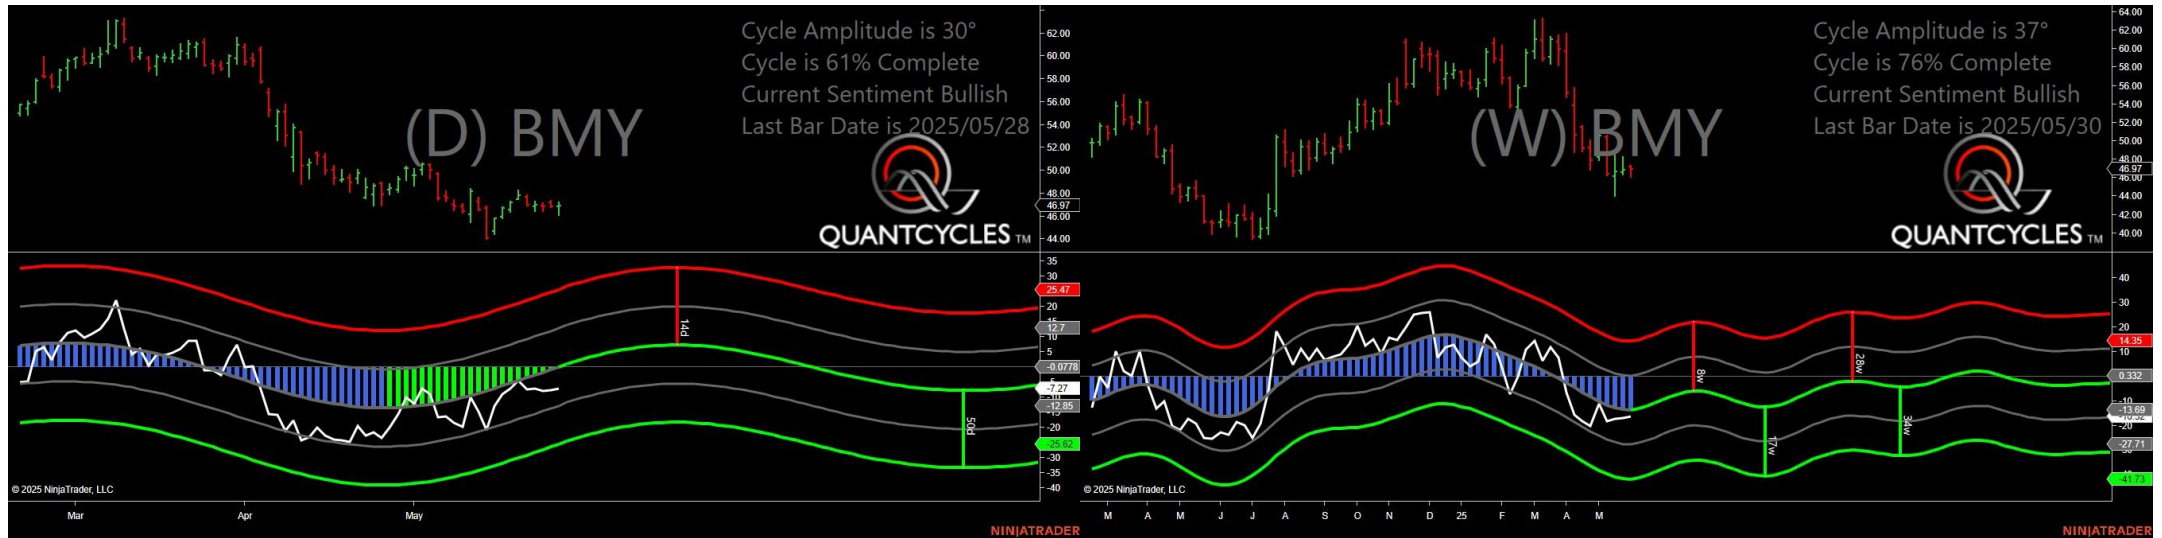 Cycle Amplitude is 30°
Cycle is 61% Complete
Current Sentiment Bullish
Last Bar Date is 2025/05/28
(D) BMY
QUANTCYCLES TM
62.00
60.00
58.00
56.00
54.00
52.00
50.00
48.00
46.97
46.00
44.00
35
30
25.47
20
15
12.7
10
5
-0.0778
-7.27
-12.85
-20
-25.62
-30
-35
-40
14d
50d
© 2025 NinjaTrader, LLC
Mar Apr May
NINJATRADER
Cycle Amplitude is 37°
Cycle is 76% Complete
Current Sentiment Bullish
Last Bar Date is 2025/05/30
(W) BMY
QUANTCYCLES TM
64.00
62.00
60.00
58.00
56.00
54.00
52.00
50.00
48.00
46.97
46.00
44.00
42.00
40.00
40
30
20
14.35
10
0.332
-10
-13.69
-20
-27.71
-41.73
8w
17w
28w
34w
© 2025 NinjaTrader, LLC
M A M J J A S O N D 25 F M A M
NINJATRADER